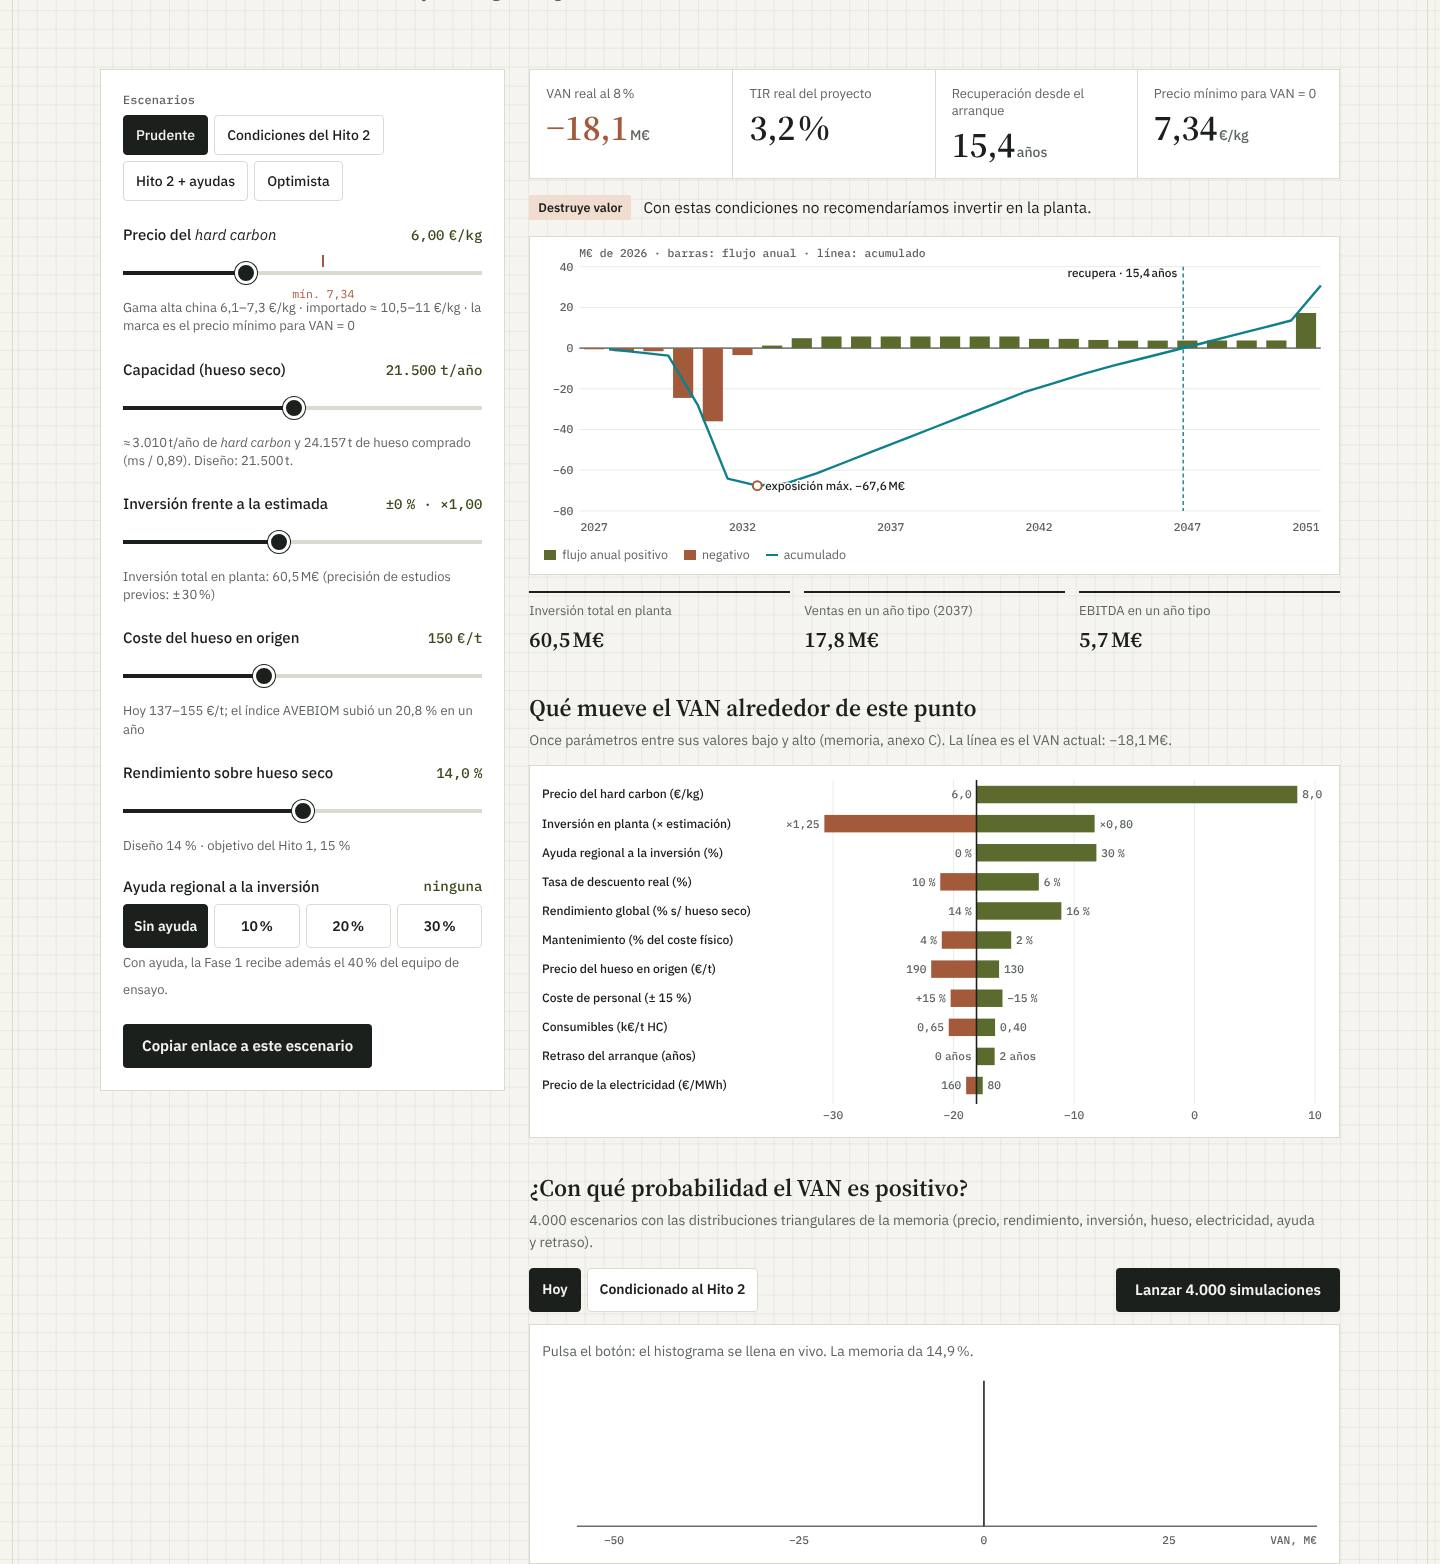 Escenarios
Prudente
Condiciones del Hito 2
Hito 2 + ayudas
Optimista
Precio del hard carbon
6,00 €/kg
mín. 7,34
Gama alta china 6,1–7,3 €/kg · importado ≈ 10,5–11 €/kg · la
marca es el precio mínimo para VAN = 0
Capacidad (hueso seco)
21.500 t/año
≈ 3.010 t/año de hard carbon y 24.157 t de hueso comprado
(ms / 0,89). Diseño: 21.500 t.
Inversión frente a la estimada
±0 % · ×1,00
Inversión total en planta: 60,5 M€ (precisión de estudios
previos: ±30 %)
Coste del hueso en origen
150 €/t
Hoy 137–155 €/t; el índice AVEBIOM subió un 20,8 % en un
año
Rendimiento sobre hueso seco
14,0 %
Diseño 14 % · objetivo del Hito 1, 15 %
Ayuda regional a la inversión
ninguna
Sin ayuda
10 %
20 %
30 %
Con ayuda, la Fase 1 recibe además el 40 % del equipo de
ensayo.
Copiar enlace a este escenario
VAN real al 8 %
−18,1 M€
TIR real del proyecto
3,2 %
Recuperación desde el
arranque
15,4 años
Precio mínimo para VAN = 0
7,34 €/kg
Destruye valor
Con estas condiciones no recomendaríamos invertir en la planta.
M€ de 2026 · barras: flujo anual · línea: acumulado
40
20
0
−20
−40
−60
−80
recupera · 15,4 años
exposición máx. −67,6 M€
2027
2032
2037
2042
2047
2051
flujo anual positivo
negativo
acumulado
Inversión total en planta
60,5 M€
Ventas en un año tipo (2037)
17,8 M€
EBITDA en un año tipo
5,7 M€
Qué mueve el VAN alrededor de este punto
Once parámetros entre sus valores bajo y alto (memoria, anexo C). La línea es el VAN actual: −18,1 M€.
Precio del hard carbon (€/kg)
6,0
8,0
Inversión en planta (× estimación)
×1,25
×0,80
Ayuda regional a la inversión (%)
0 %
30 %
Tasa de descuento real (%)
10 %
6 %
Rendimiento global (% s/ hueso seco)
14 %
16 %
Mantenimiento (% del coste físico)
4 %
2 %
Precio del hueso en origen (€/t)
190
130
Coste de personal (± 15 %)
+15 %
−15 %
Consumibles (k€/t HC)
0,65
0,40
Retraso del arranque (años)
0 años
2 años
Precio de la electricidad (€/MWh)
160
80
−30
−20
−10
0
10
¿Con qué probabilidad el VAN es positivo?
4.000 escenarios con las distribuciones triangulares de la memoria (precio, rendimiento, inversión, hueso, electricidad, ayuda
y retraso).
Hoy
Condicionado al Hito 2
Lanzar 4.000 simulaciones
Pulsa el botón: el histograma se llena en vivo. La memoria da 14,9 %.
−50
−25
0
25
VAN, M€